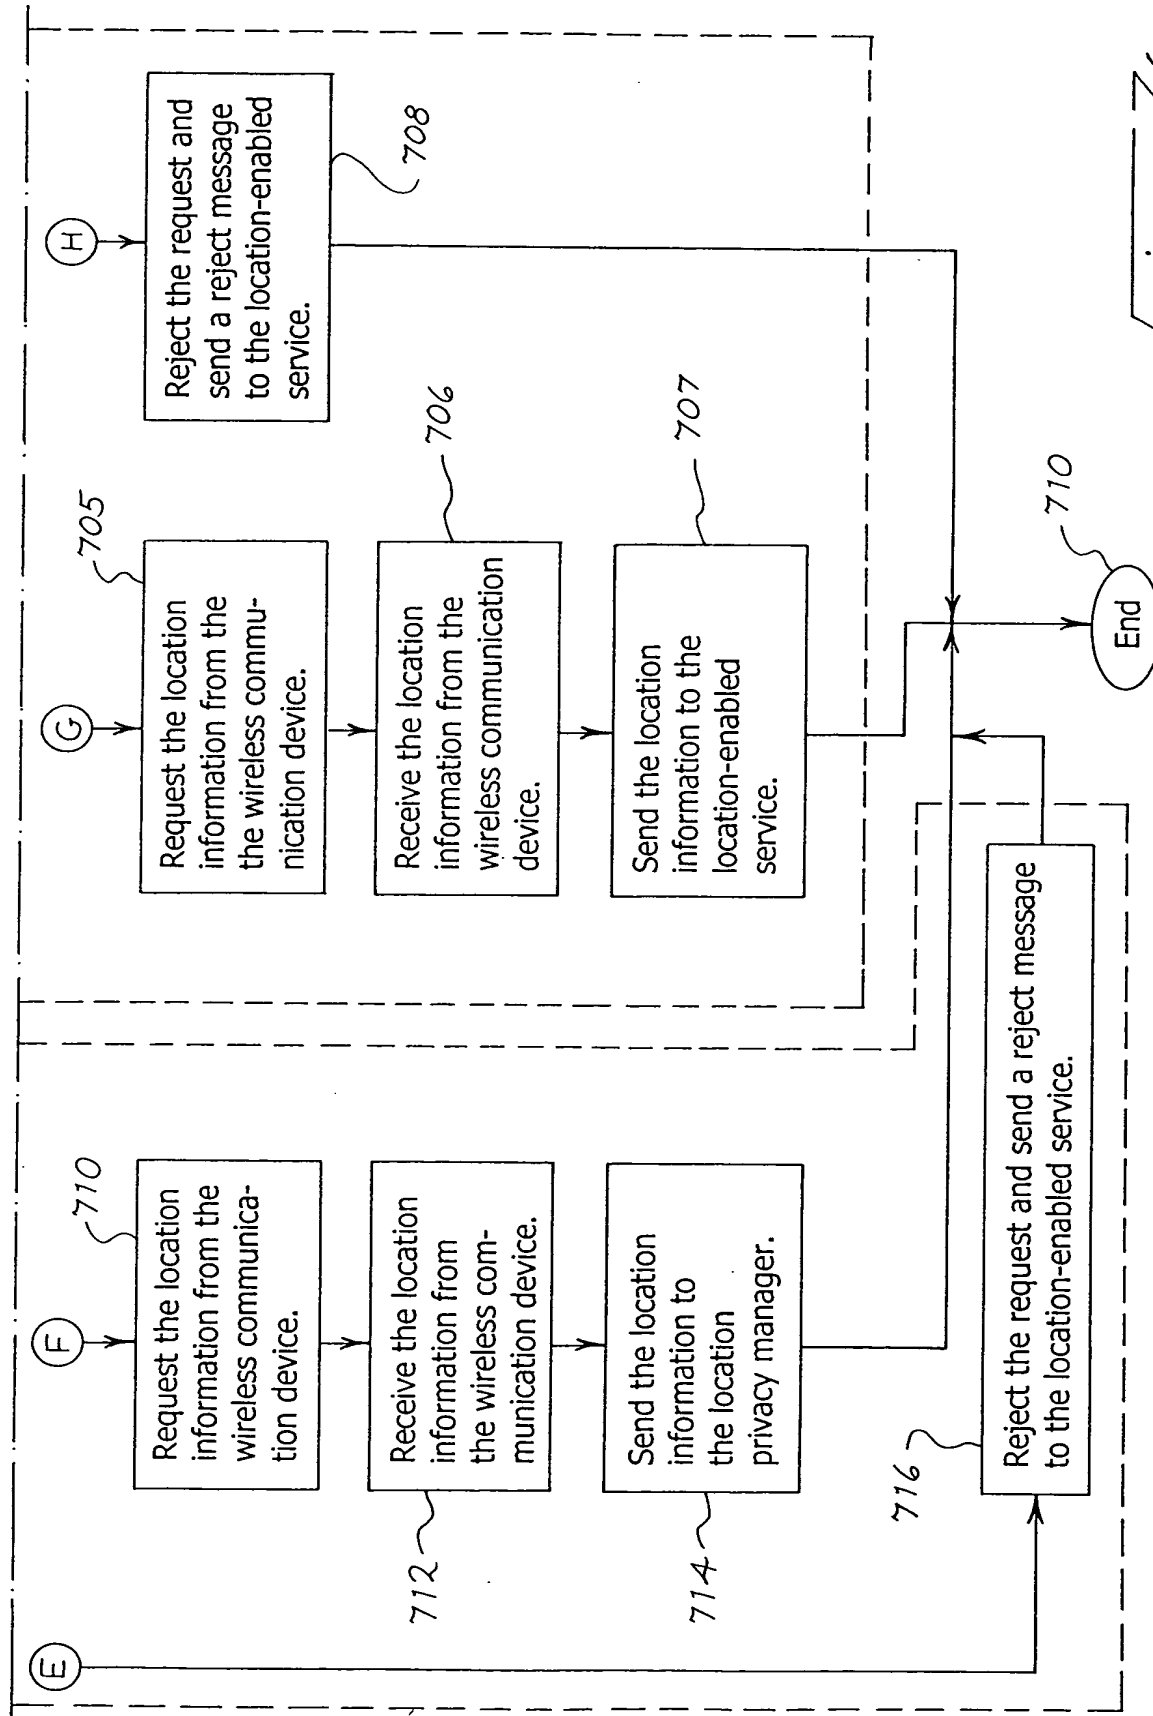 E
F
G
H
710
Request the location
information from the
wireless communica-
tion device.
712
Receive the location
information from
the wireless com-
munication device.
714
Send the location
information to
the location
privacy manager.
716
Reject the request and send a reject message
to the location-enabled service.
705
Request the location
information from the
the wireless commu-
nication device.
706
Receive the location
information from the
wireless communication
device.
707
Send the location
information to the
location-enabled
service.
708
Reject the request and
send a reject message
to the location-enabled
service.
710
End